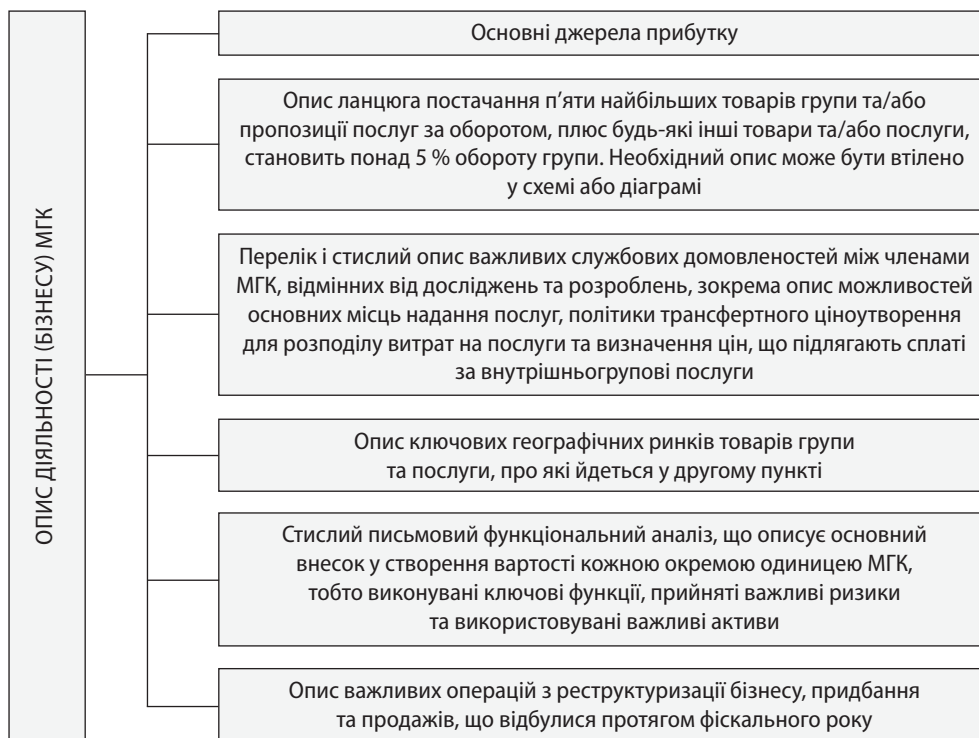 ОПИС ДІЯЛЬНОСТІ (БІЗНЕСУ) МГК
Основні джерела прибутку
Опис ланцюга постачання п’яти найбільших товарів групи та/або
пропозиції послуг за оборотом, плюс будь-які інші товари та/або послуги,
становить понад 5 % обороту групи. Необхідний опис може бути втілено
у схемі або діаграмі
Перелік і стислий опис важливих службових домовленостей між членами
МГК, відмінних від досліджень та розроблень, зокрема опис можливостей
основних місць надання послуг, політики трансфертного ціноутворення
для розподілу витрат на послуги та визначення цін, що підлягають сплаті
за внутрішньогрупові послуги
Опис ключових географічних ринків товарів групи
та послуги, про які йдеться у другому пункті
Стислий письмовий функціональний аналіз, що описує основний
внесок у створення вартості кожною окремою одиницею МГК,
тобто виконувані ключові функції, прийняті важливі ризики
та використовувані важливі активи
Опис важливих операцій з реструктуризації бізнесу, придбання
та продажів, що відбулися протягом фіскального року